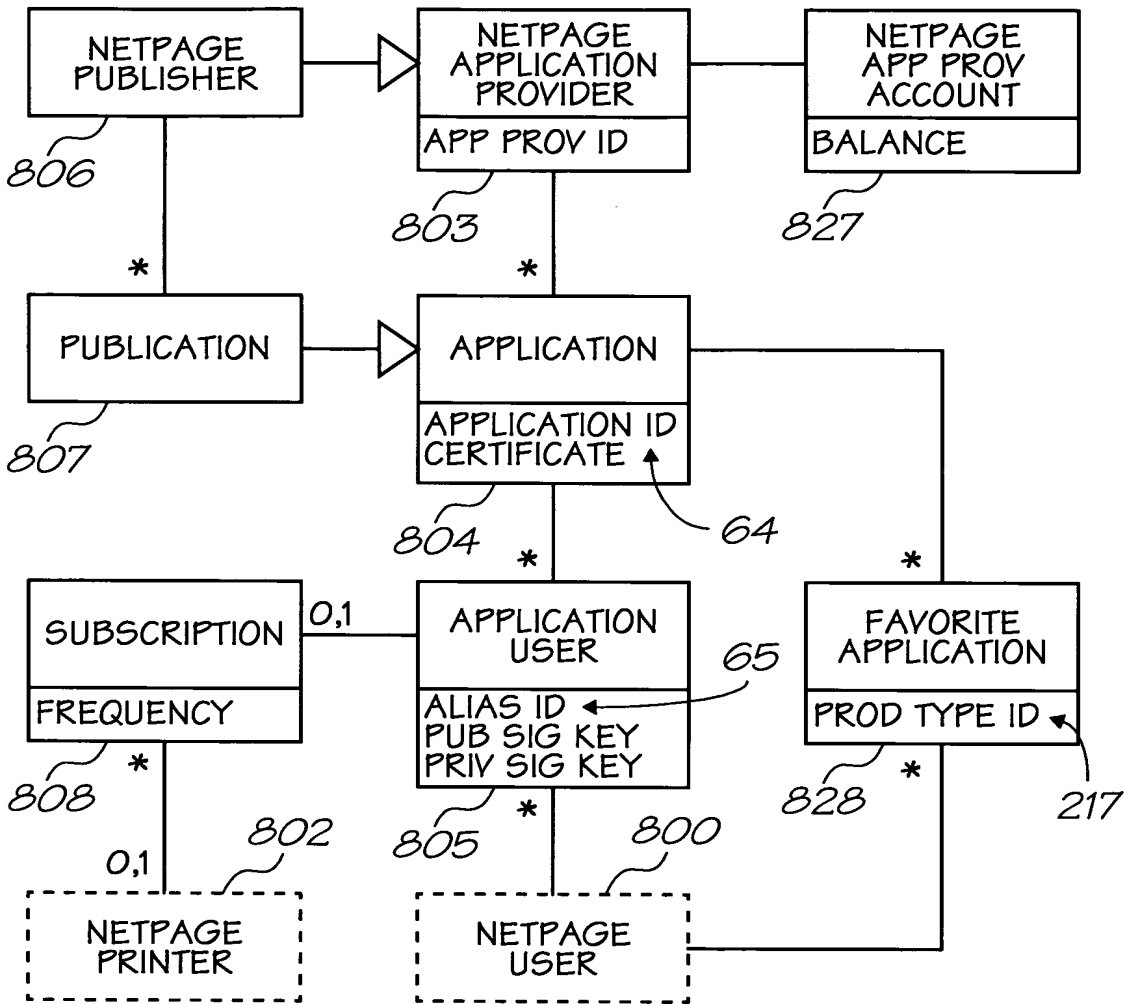 NETPAGE
PUBLISHER
806
NETPAGE
APPLICATION
PROVIDER
APP PROV ID
803
NETPAGE
APP PROV
ACCOUNT
BALANCE
827
*
*
PUBLICATION
807
APPLICATION
APPLICATION ID
CERTIFICATE
64
804
*
*
SUBSCRIPTION
FREQUENCY
0,1
808
*
APPLICATION
USER
ALIAS ID
PUB SIG KEY
PRIV SIG KEY
65
805
*
FAVORITE
APPLICATION
PROD TYPE ID
828
*
217
802
0,1
NETPAGE
PRINTER
800
NETPAGE
USER